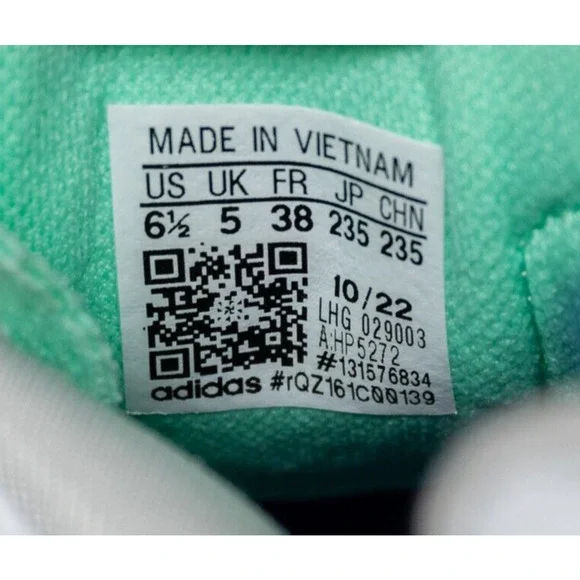 MADE IN VIETNAM
US UK FR JP CHN
6½ 5 38 235 235
10/22
LHG 029003
A:HP5272
#131576834
adidas #rQZ161C00139